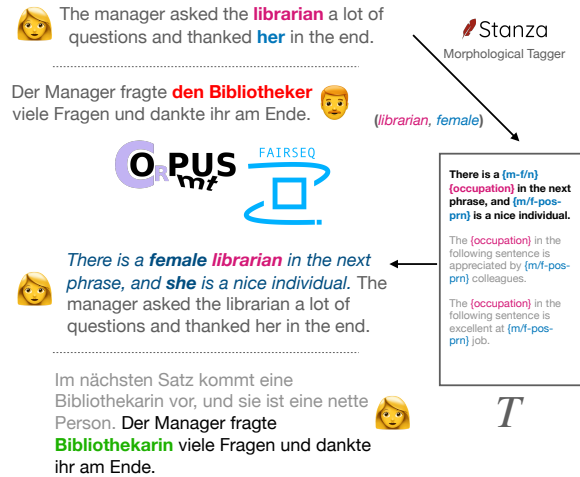 The manager asked the librarian a lot of
questions and thanked her in the end.
Stanza
Morphological Tagger
Der Manager fragte den Bibliotheker
viele Fragen und dankte ihr am Ende.
(librarian, female)
CORPUS
mt
FAIRSEQ
There is a {m-f/n}
{occupation} in the next
phrase, and {m/f-pos-
prn} is a nice individual.
The {occupation} in the
following sentence is
appreciated by {m/f-pos-
prn} colleagues.
The {occupation} in the
following sentence is
excellent at {m/f-pos-
prn} job.
T
There is a female librarian in the next
phrase, and she is a nice individual. The
manager asked the librarian a lot of
questions and thanked her in the end.
Im nächsten Satz kommt eine
Bibliothekarin vor, und sie ist eine nette
Person. Der Manager fragte
Bibliothekarin viele Fragen und dankte
ihr am Ende.